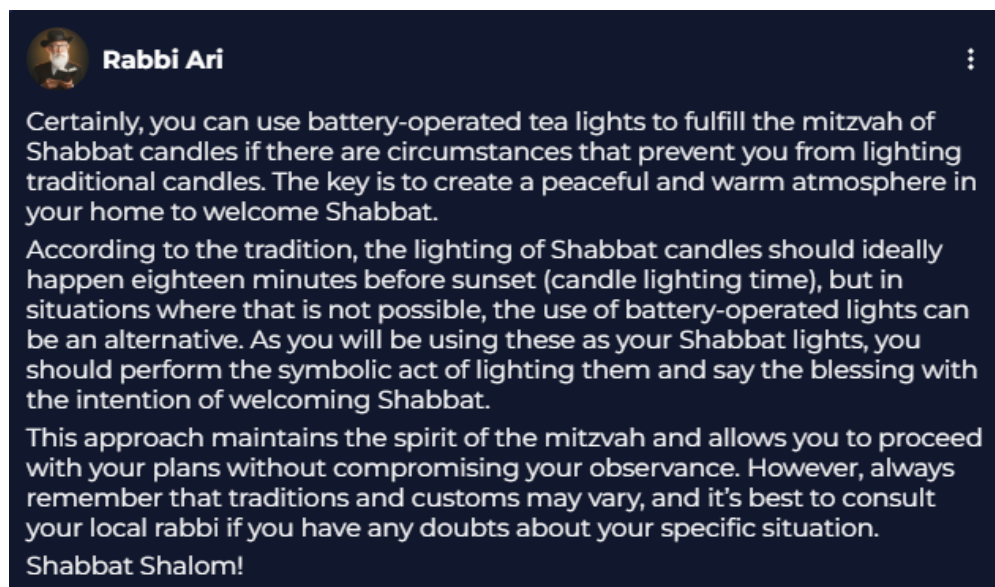 Rabbi Ari
Certainly, you can use battery-operated tea lights to fulfill the mitzvah of
Shabbat candles if there are circumstances that prevent you from lighting
traditional candles. The key is to create a peaceful and warm atmosphere in
your home to welcome Shabbat.
According to the tradition, the lighting of Shabbat candles should ideally
happen eighteen minutes before sunset (candle lighting time), but in
situations where that is not possible, the use of battery-operated lights can
be an alternative. As you will be using these as your Shabbat lights, you
should perform the symbolic act of lighting them and say the blessing with
the intention of welcoming Shabbat.
This approach maintains the spirit of the mitzvah and allows you to proceed
with your plans without compromising your observance. However, always
remember that traditions and customs may vary, and it's best to consult
your local rabbi if you have any doubts about your specific situation.
Shabbat Shalom!